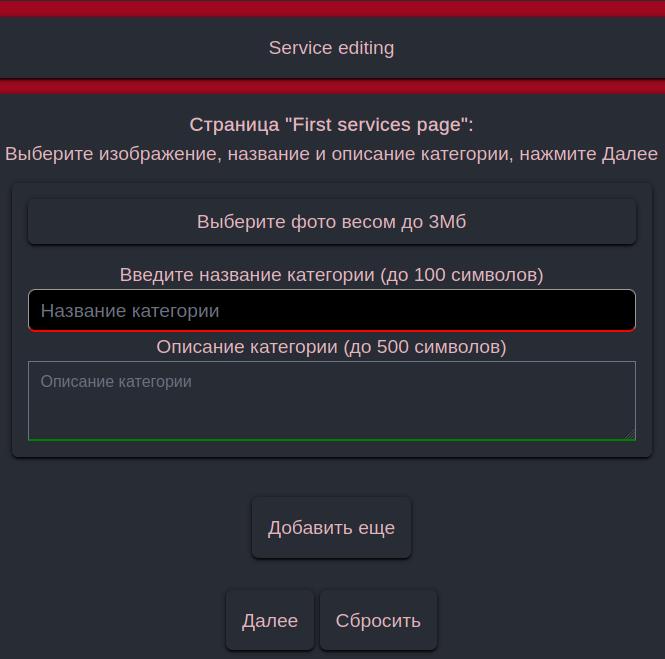 Service editing
Страница "First services page":
Выберите изображение, название и описание категории, нажмите Далее
Выберите фото весом до 3Мб
Введите название категории (до 100 символов)
Название категории
Описание категории (до 500 символов)
Описание категории
Добавить еще
Далее Сбросить